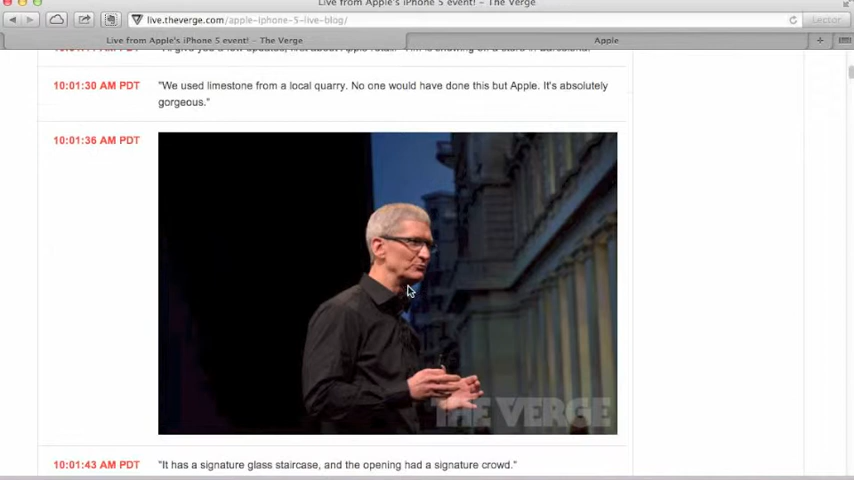 Live from Apple's iPhone 5 event! – The Verge
live.theverge.com/apple-iphone-5-live-blog/
Lector
Live from Apple's iPhone 5 event! – The Verge
Apple
"We used limestone from a local quarry. No one would have done this but Apple. It's absolutely
10:01:30 AM PDT
gorgeous."
10:01:36 AM PDT
THE VERGE
10:01:43 AM PDT
"It has a signature glass staircase, and the opening had a signature crowd."